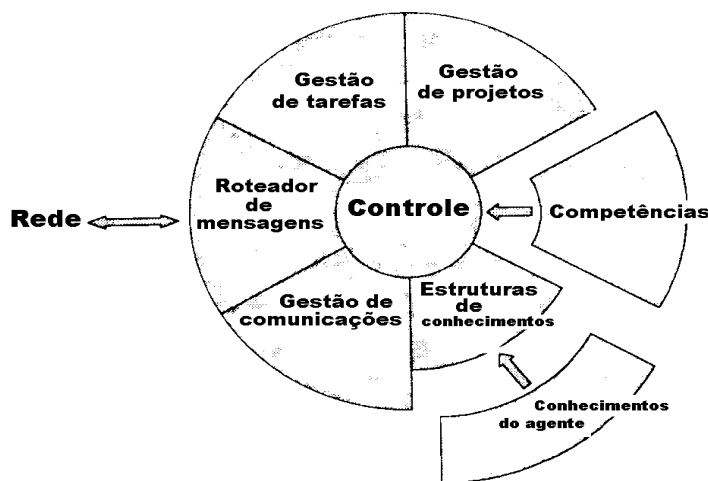 Gestão
de tarefas
Gestão
de projetos
Roteador
de
mensagens
Controle
Rede
Competências
Gestão de
comunicações
Estruturas
de
conhecimentos
Conhecimentos
do agente